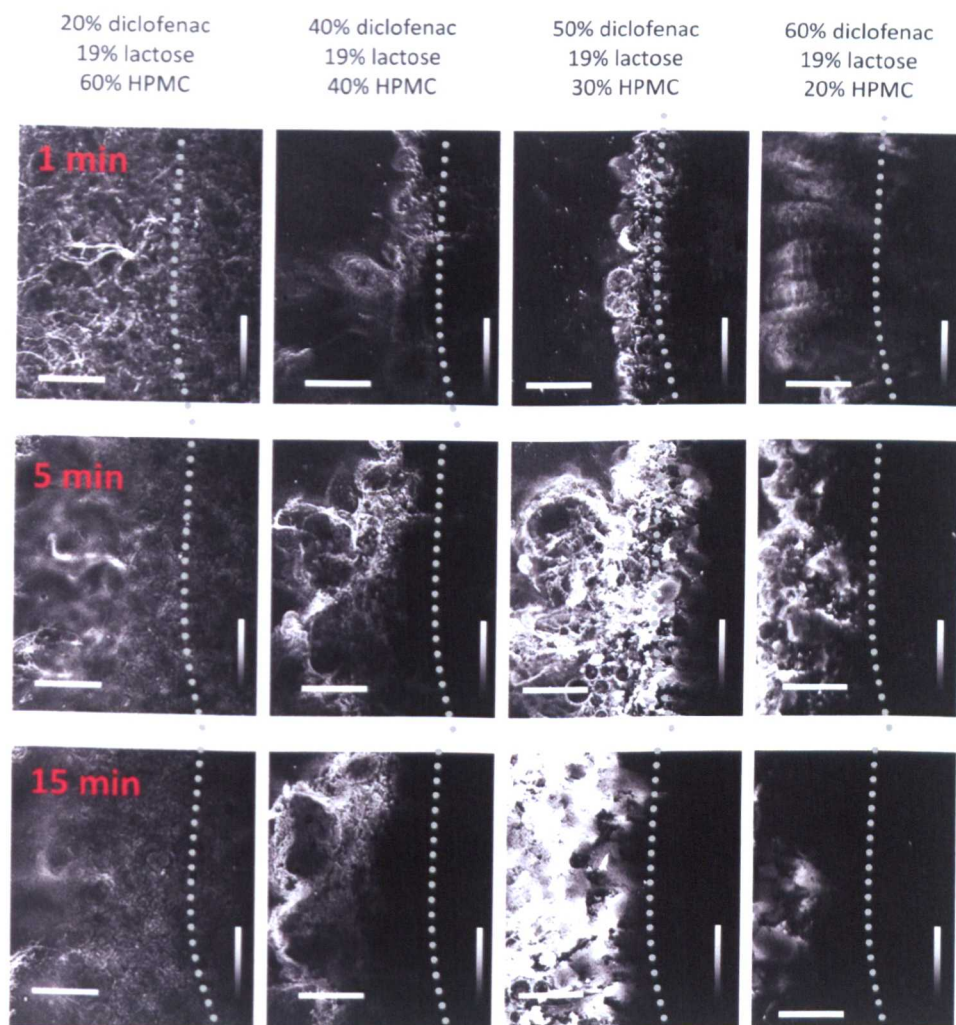 20% diclofenac
19% lactose
60% HPMC
40% diclofenac
19% lactose
40% HPMC
50% diclofenac
19% lactose
30% HPMC
60% diclofenac
19% lactose
20% HPMC
1 min
5 min
15 min